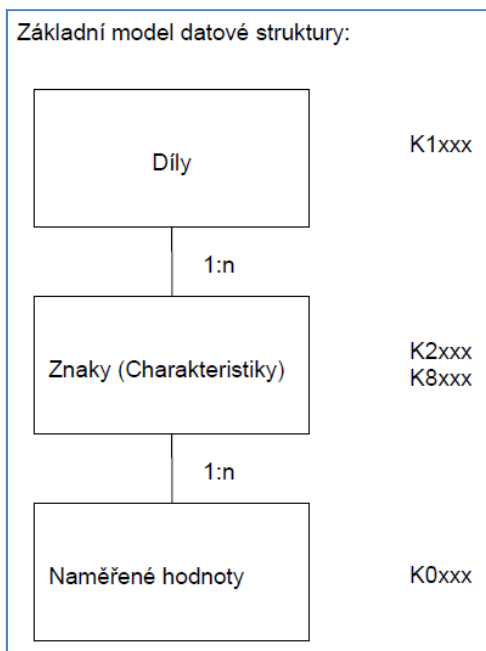 Základní model datové struktury:
Díly
K1xxx
1:n
Znaky (Charakteristiky)
K2xxx
K8xxx
1:n
Naměřené hodnoty
K0xxx